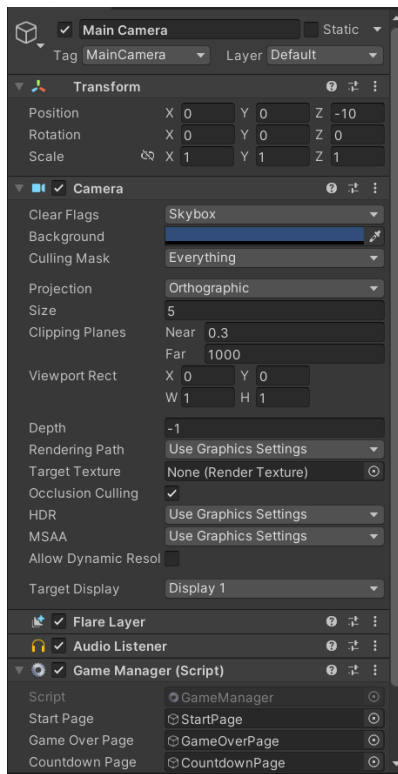 Main Camera Static
Tag MainCamera Layer Default
Transform
Position X 0 Y 0 Z -10
Rotation X 0 Y 0 Z 0
Scale X 1 Y 1 Z 1
Camera
Clear Flags Skybox
Background
Culling Mask Everything
Projection Orthographic
Size 5
Clipping Planes Near 0.3
Far 1000
Viewport Rect X 0 Y 0
W 1 H 1
Depth -1
Rendering Path Use Graphics Settings
Target Texture None (Render Texture)
Occlusion Culling
HDR Use Graphics Settings
MSAA Use Graphics Settings
Allow Dynamic Resol
Target Display Display 1
Flare Layer
Audio Listener
Game Manager (Script)
Script GameManager
Start Page StartPage
Game Over Page GameOverPage
Countdown Page CountdownPage